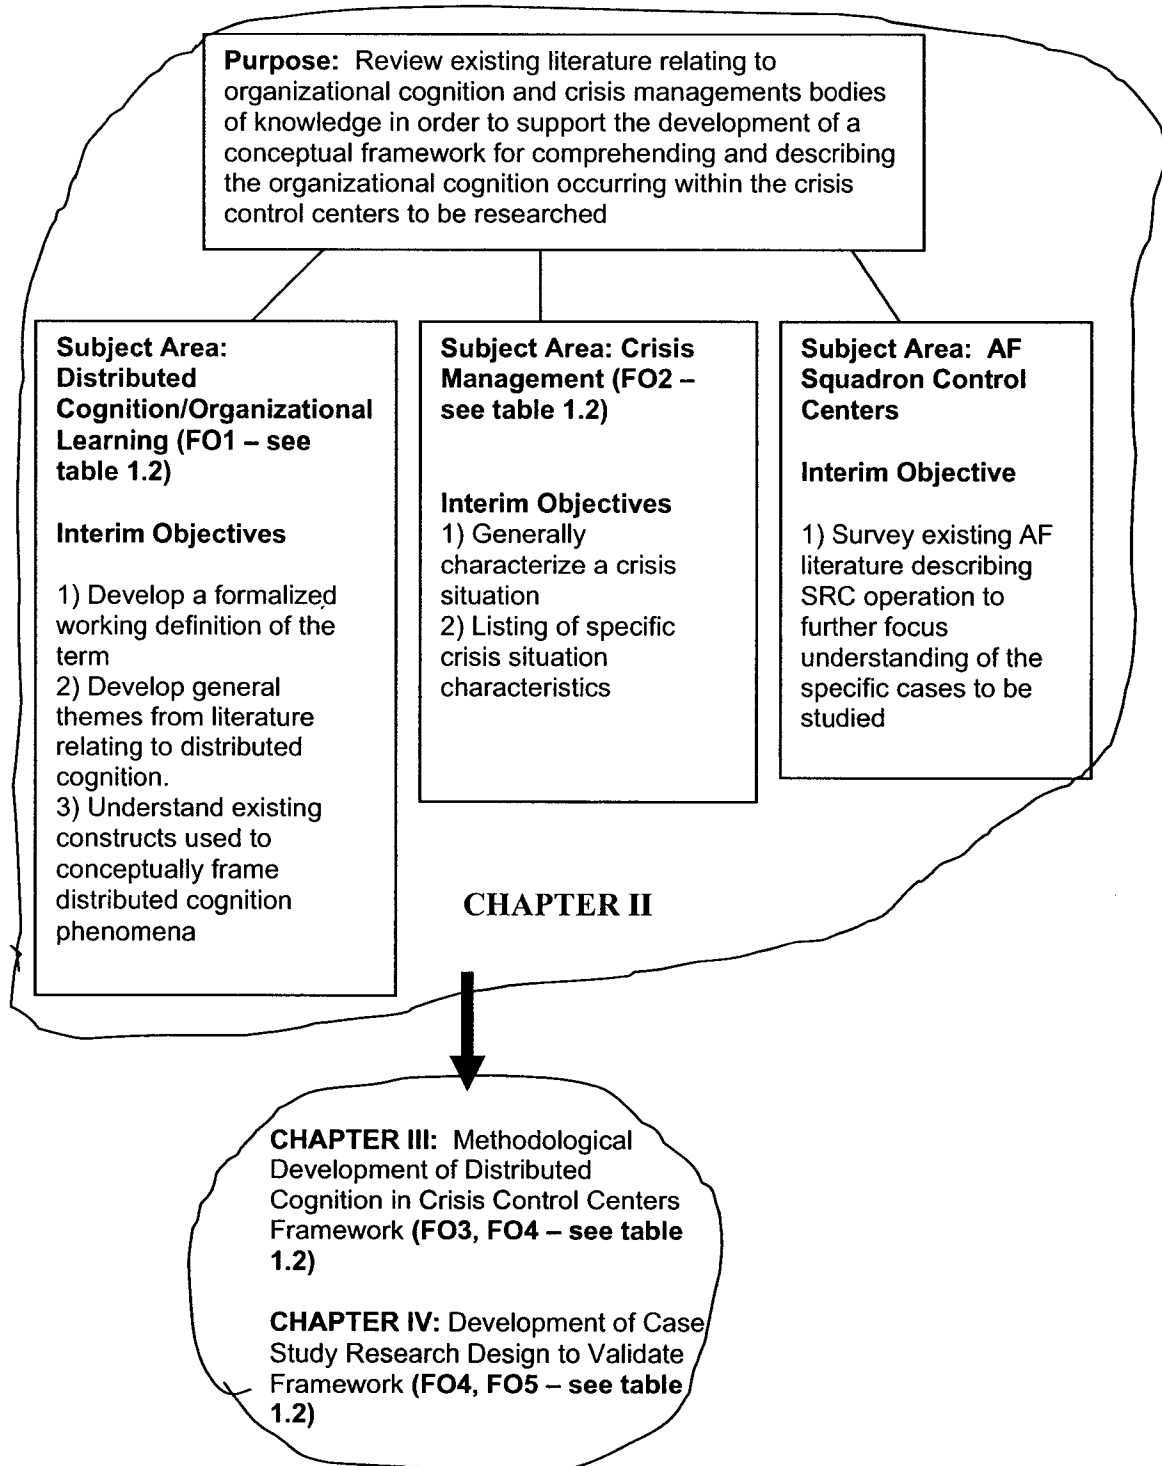 Purpose: Review existing literature relating to
organizational cognition and crisis managements bodies
of knowledge in order to support the development of a
conceptual framework for comprehending and describing
the organizational cognition occurring within the crisis
control centers to be researched
Subject Area:
Distributed
Cognition/Organizational
Learning (FO1 – see
table 1.2)
Interim Objectives
1) Develop a formalized
working definition of the
term
2) Develop general
themes from literature
relating to distributed
cognition.
3) Understand existing
constructs used to
conceptually frame
distributed cognition
phenomena
Subject Area: Crisis
Management (FO2 –
see table 1.2)
Interim Objectives
1) Generally
characterize a crisis
situation
2) Listing of specific
crisis situation
characteristics
Subject Area: AF
Squadron Control
Centers
Interim Objective
1) Survey existing AF
literature describing
SRC operation to
further focus
understanding of the
specific cases to be
studied
CHAPTER II
CHAPTER III: Methodological
Development of Distributed
Cognition in Crisis Control Centers
Framework (FO3, FO4 – see table
1.2)
CHAPTER IV: Development of Case
Study Research Design to Validate
Framework (FO4, FO5 – see table
1.2)